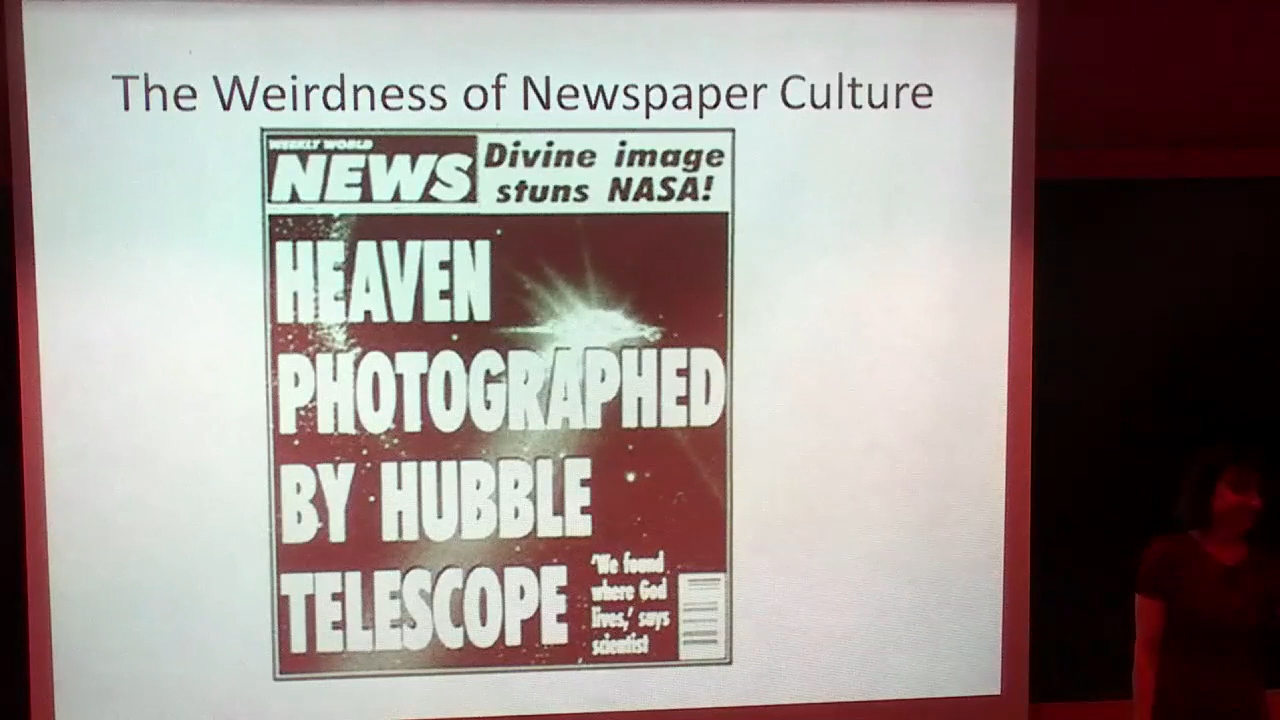 The Weirdness of Newspaper Culture
WEEKLY WORLD
NEWS
Divine image
stuns NASA!
HEAVEN
PHOTOGRAPHED
BY HUBBLE
TELESCOPE
'We found
where God
lives,' says
scientist